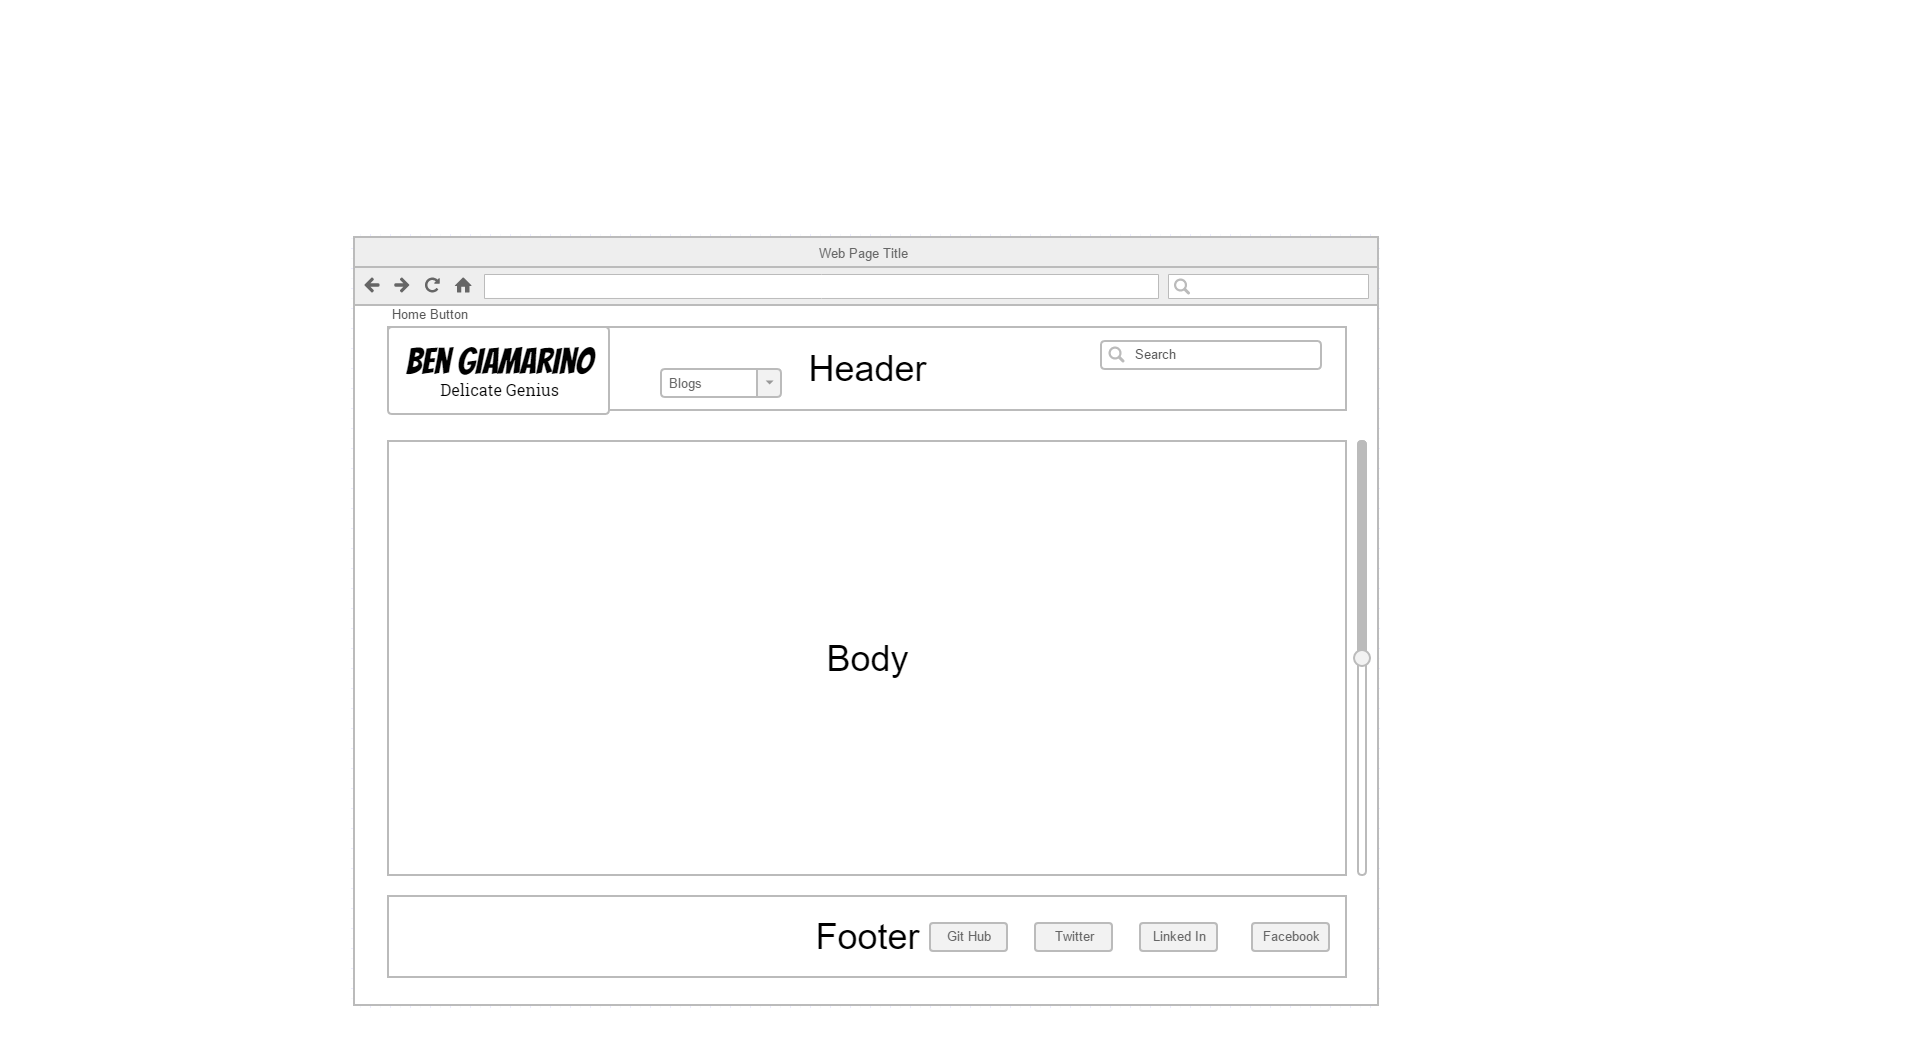 Web Page Title
Home Button
BEN GIAMARINO
Delicate Genius
Blogs
Header
Search
Body
Footer
Git Hub
Twitter
Linked In
Facebook